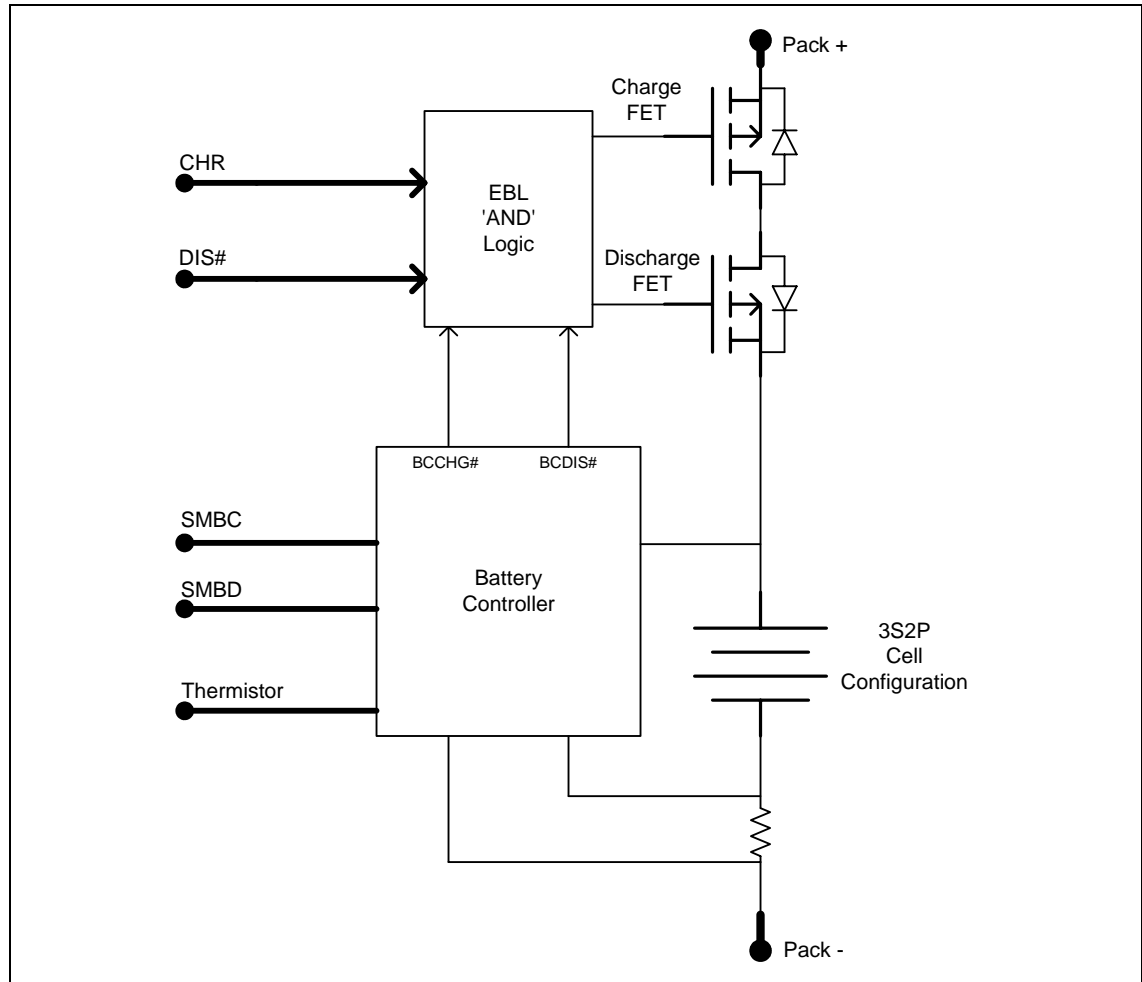 Pack +
Charge
FET
CHR
EBL
'AND'
Logic
DIS#
Discharge
FET
BCCHG#
BCDIS#
SMBC
SMBD
Battery
Controller
3S2P
Cell
Configuration
Thermistor
Pack -